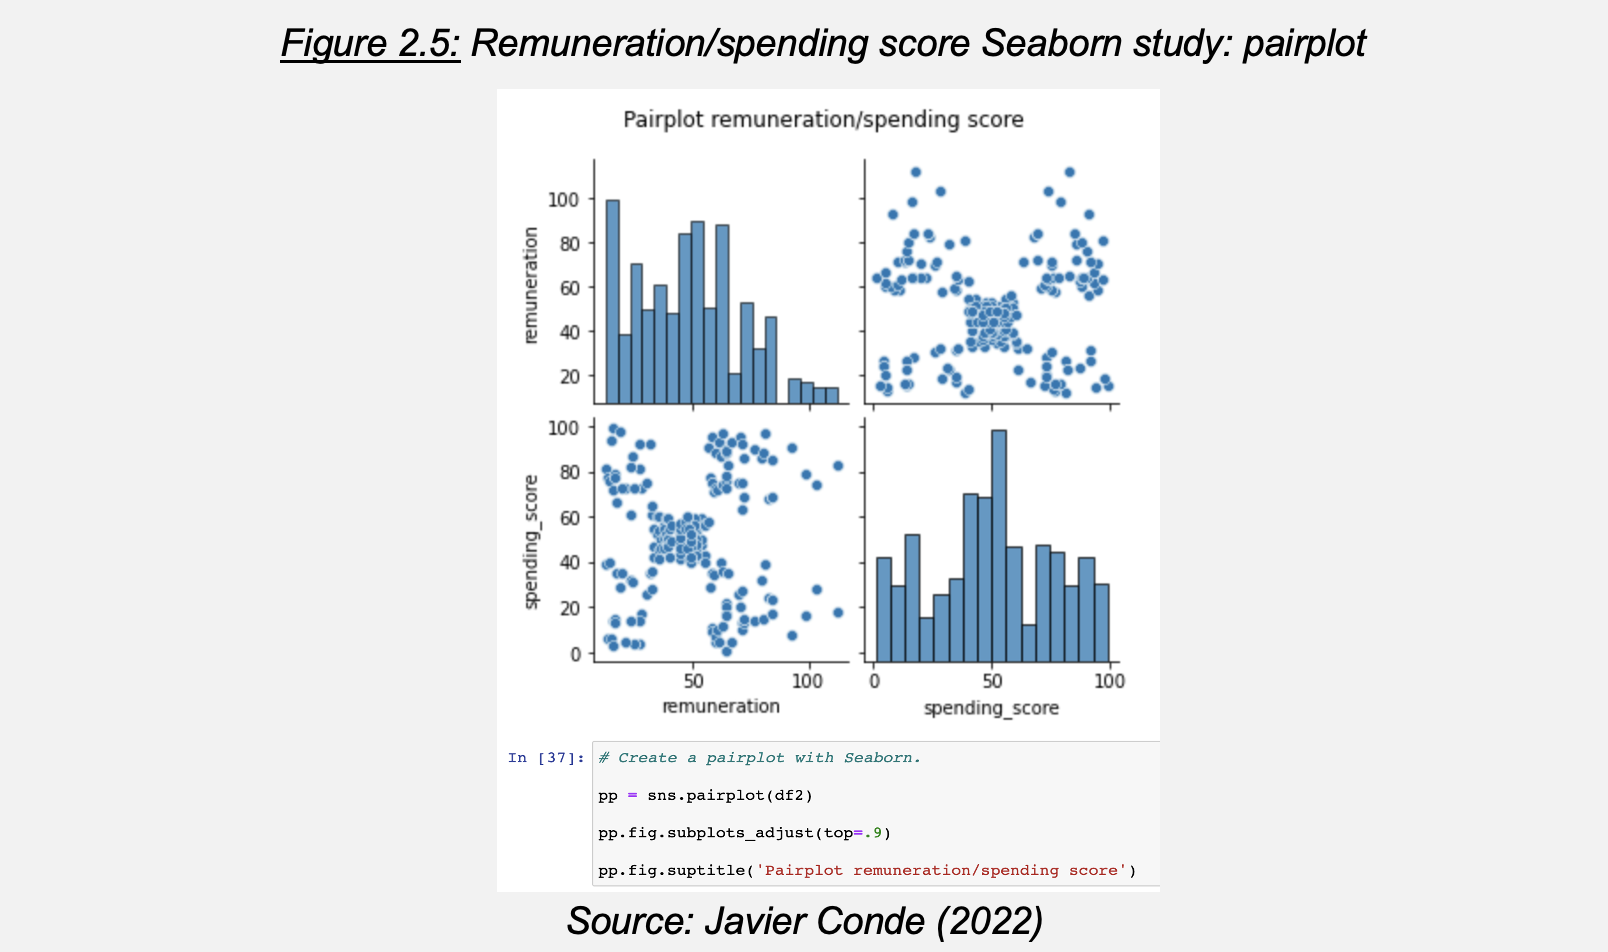 Figure 2.5: Remuneration/spending score Seaborn study: pairplot
Pairplot remuneration/spending score
100
80
60
40
20
remuneration
100
80
60
40
20
0
spending_score
50
100
remuneration
0
50
100
spending_score
In [37]:
# Create a pairplot with Seaborn.
pp = sns.pairplot(df2)
pp.fig.subplots_adjust(top=.9)
pp.fig.suptitle('Pairplot remuneration/spending score')
Source: Javier Conde (2022)